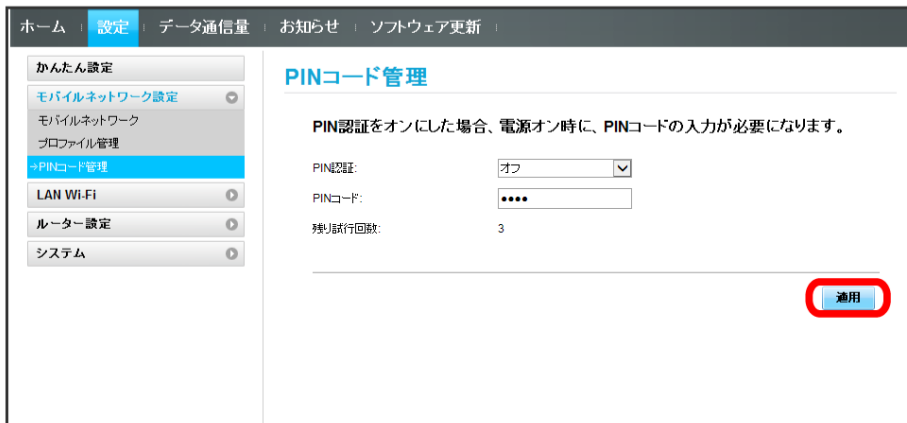 ホーム 設定 データ通信量 お知らせ ソフトウェア更新
かんたん設定
モバイルネットワーク設定
モバイルネットワーク
プロファイル管理
→PINコード管理
LAN Wi-Fi
ルーター設定
システム
PINコード管理
PIN認証をオンにした場合、電源オン時に、PINコードの入力が必要になります。
PIN認証: オフ
PINコード: ••••
残り試行回数: 3
適用